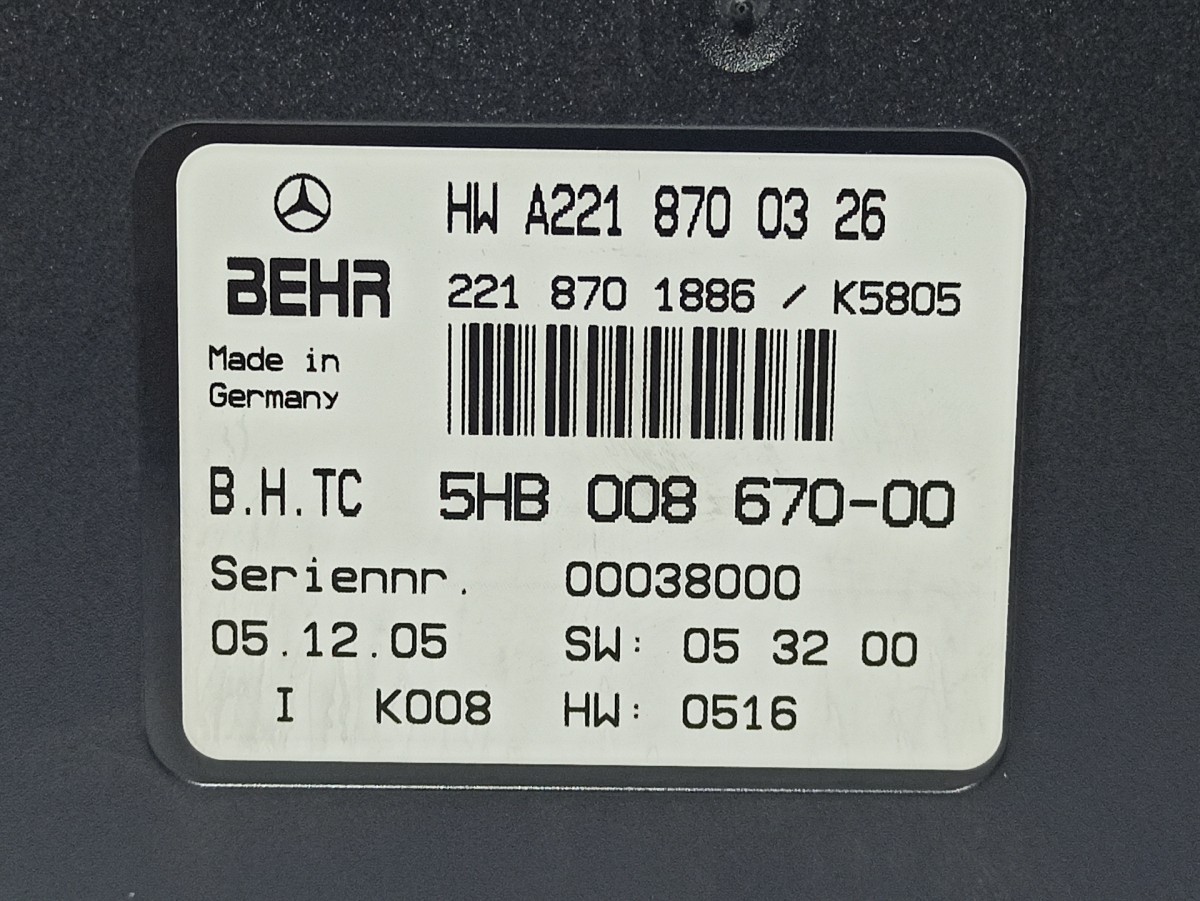 HW A221 870 03 26
BEHR
221 870 1886 / K5805
Made in
Germany
B.H.TC 5HB 008 670-00
Seriennr. 00038000
05.12.05 SW: 05 32 00
I K008 HW: 0516